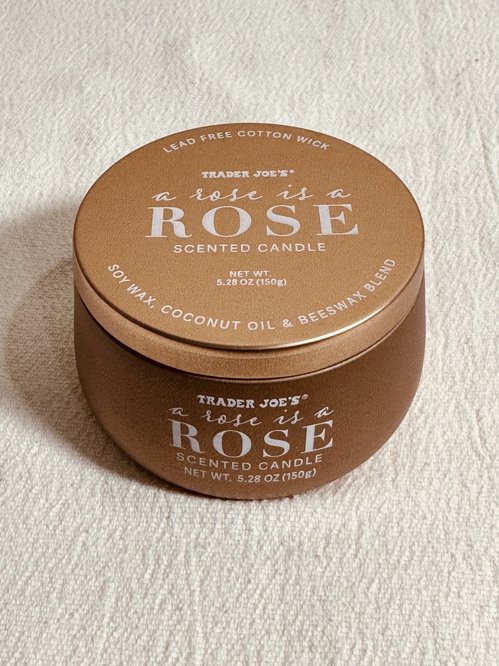 LEAD FREE COTTON WICK
TRADER JOE'S®
a rose is a
ROSE
SCENTED CANDLE
NET WT.
5.28 OZ (150g)
SOY WAX, COCONUT OIL & BEESWAX BLEND
TRADER JOE'S®
a rose is a
ROSE
SCENTED CANDLE
NET WT. 5.28 OZ (150g)